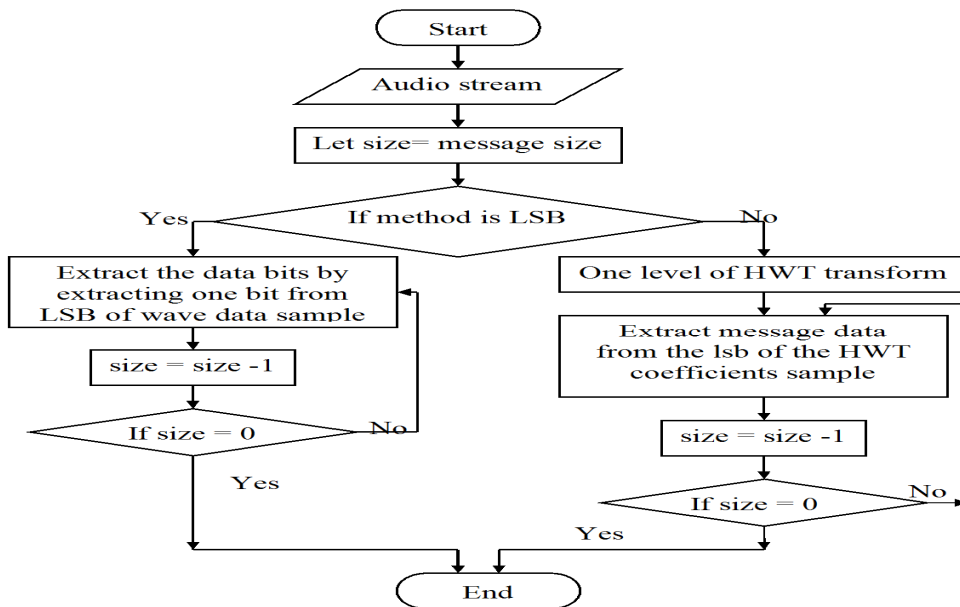 Start
Audio stream
Let size= message size
If method is LSB
Yes
No
Extract the data bits by
extracting one bit from
LSB of wave data sample
size = size -1
If size = 0
No
Yes
One level of HWT transform
Extract message data
from the lsb of the HWT
coefficients sample
size = size -1
If size = 0
No
Yes
End